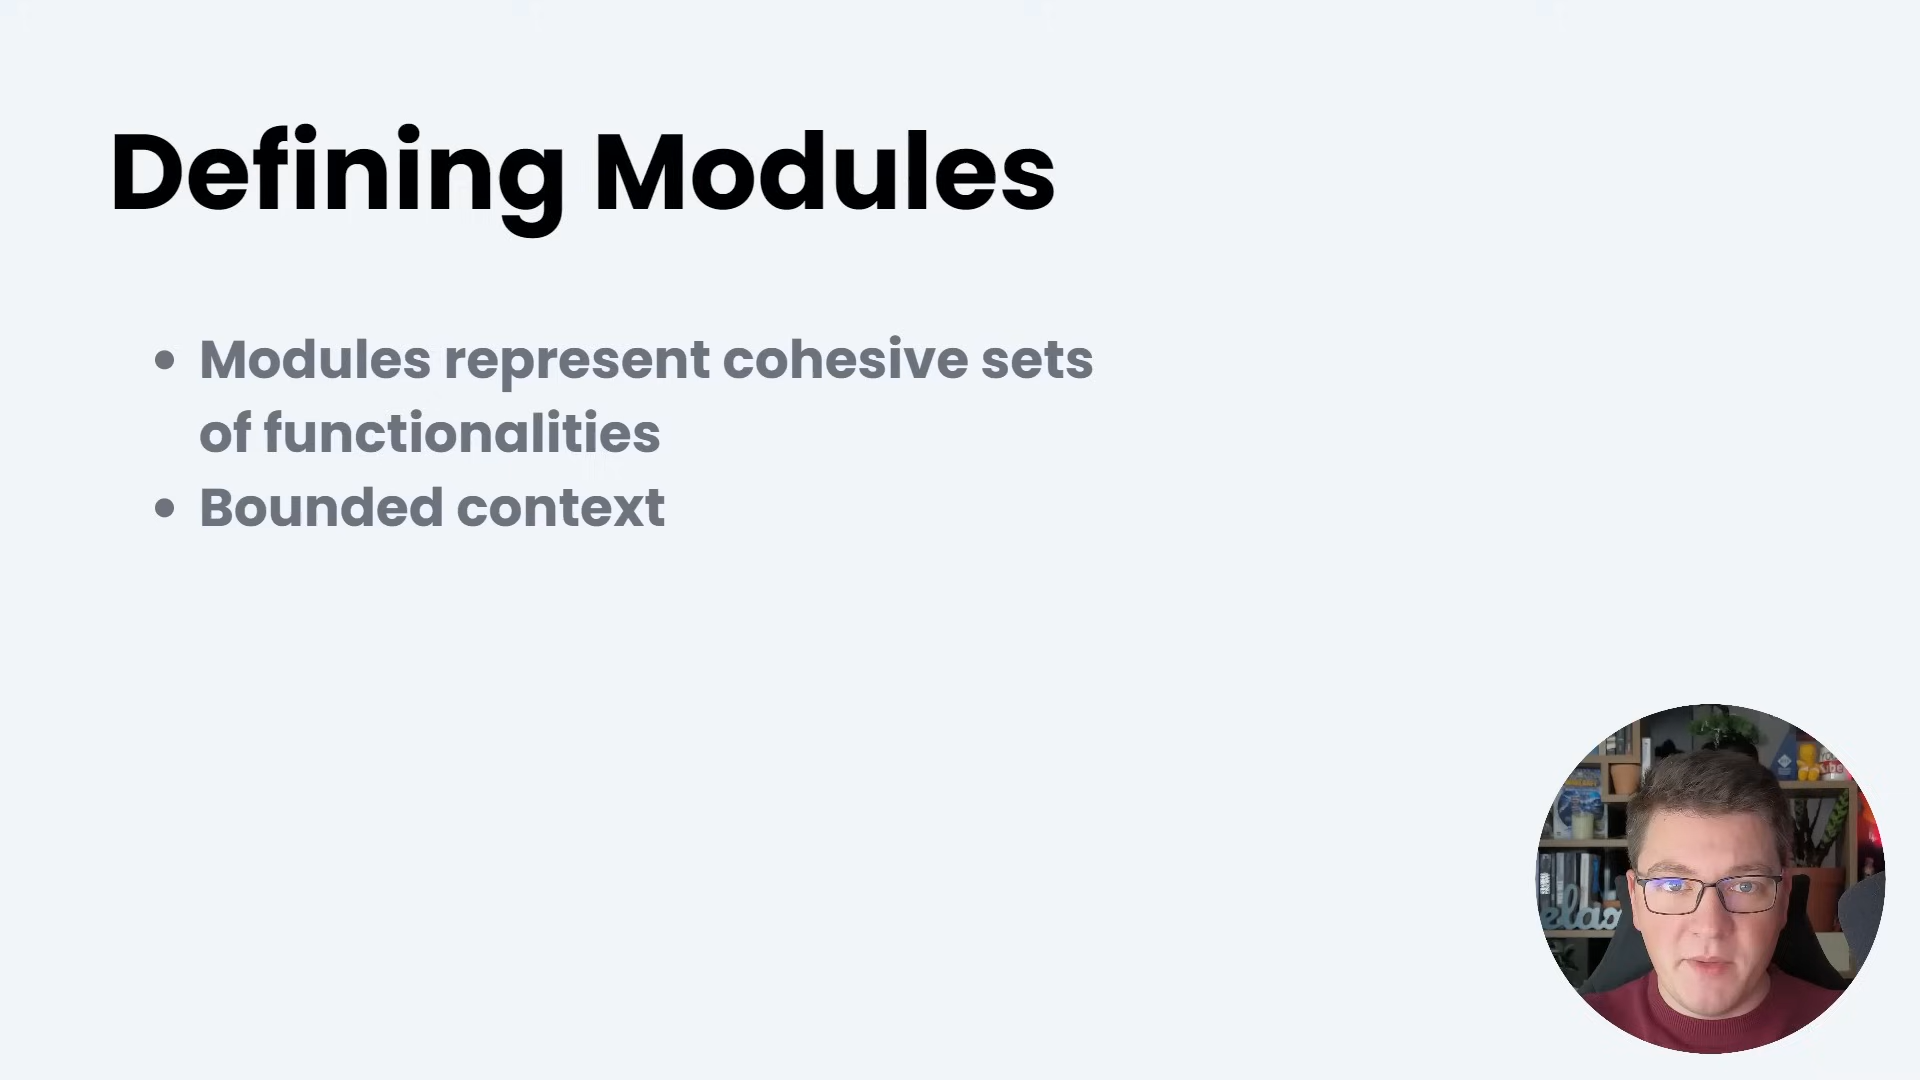 Defining Modules
• Modules represent cohesive sets
of functionalities
• Bounded context